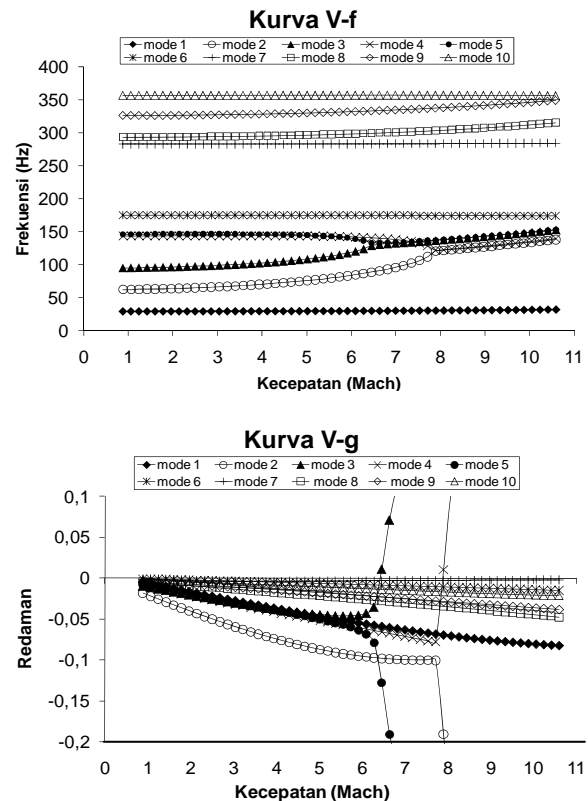 Kurva V-f
mode 1 mode 2 mode 3 mode 4 mode 5
mode 6 mode 7 mode 8 mode 9 mode 10
400
350
300
250
200
150
100
50
0
Frekuensi (Hz)
0 1 2 3 4 5 6 7 8 9 10 11
Kecepatan (Mach)
Kurva V-g
mode 1 mode 2 mode 3 mode 4 mode 5
mode 6 mode 7 mode 8 mode 9 mode 10
0,1
0,05
0
-0,05
-0,1
-0,15
-0,2
Redaman
0 1 2 3 4 5 6 7 8 9 10 11
Kecepatan (Mach)